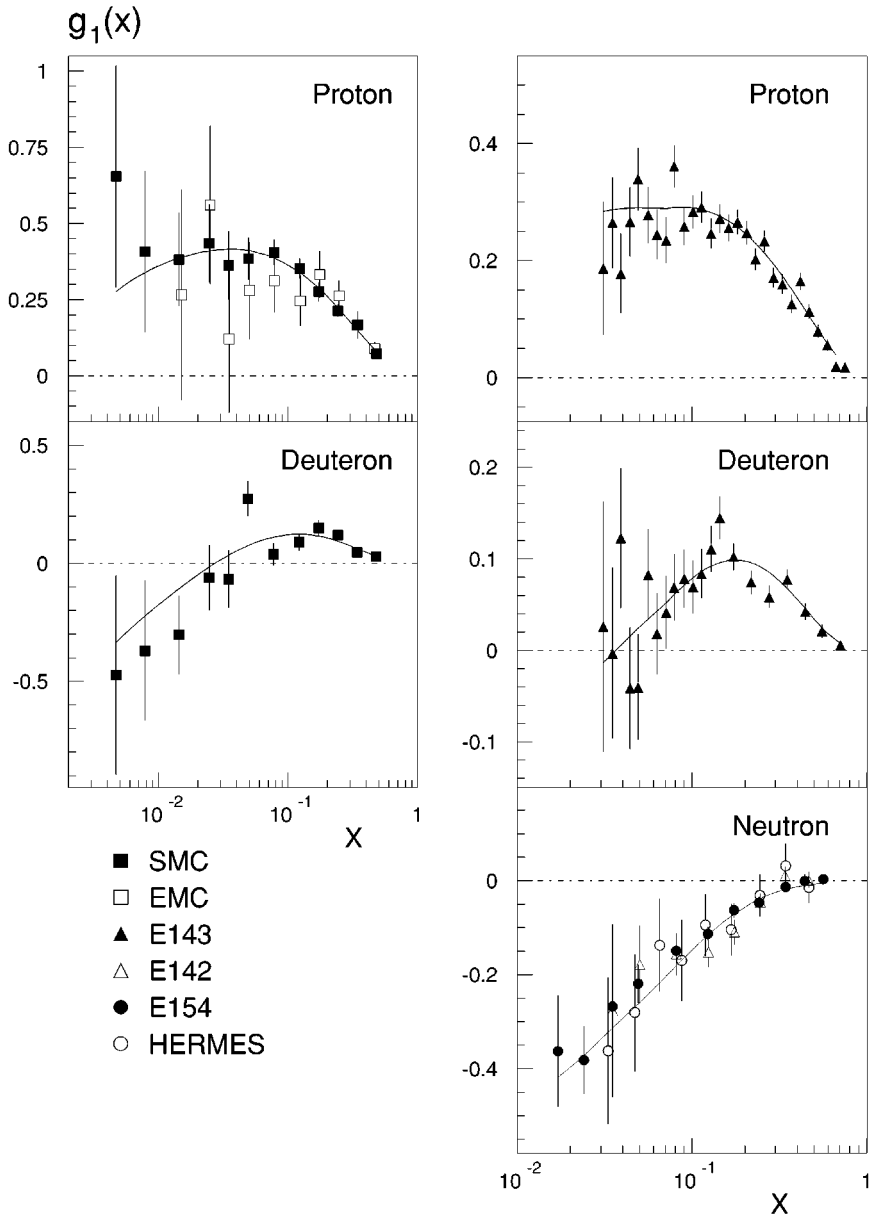 g1(x)
Proton
1
0.75
0.5
0.25
0
Deuteron
0.5
0
-0.5
10^-2
10^-1
1
X
Proton
0.4
0.2
0
Deuteron
0.2
0.1
0
-0.1
Neutron
0
-0.2
-0.4
10^-2
10^-1
1
X
SMC
EMC
E143
E142
E154
HERMES